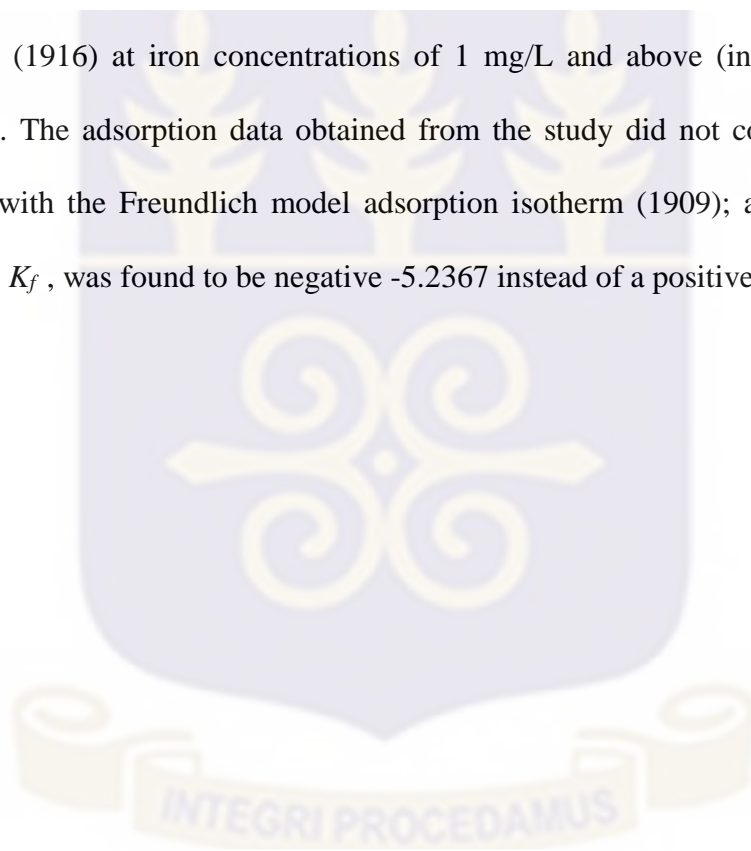 (1916) at iron concentrations of 1 mg/L and above (in
. The adsorption data obtained from the study did not
with the Freundlich model adsorption isotherm (1909);
K_f , was found to be negative -5.2367 instead of a positive
INTEGRI PROCEDAMUS